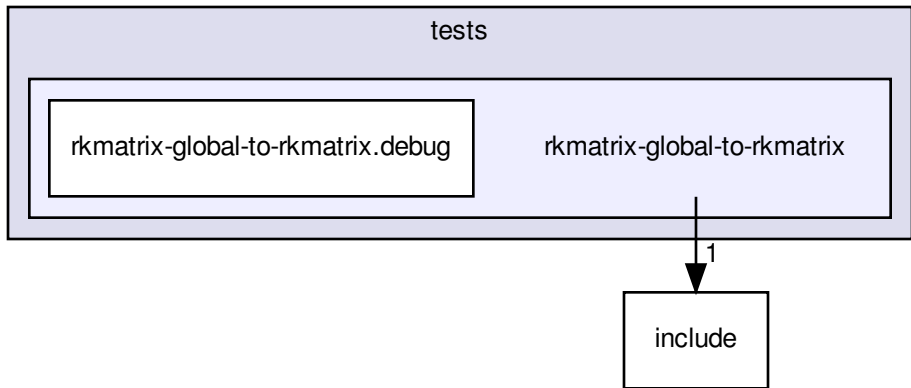 tests
rkmatrix-global-to-rkmatrix.debug
rkmatrix-global-to-rkmatrix
1
include